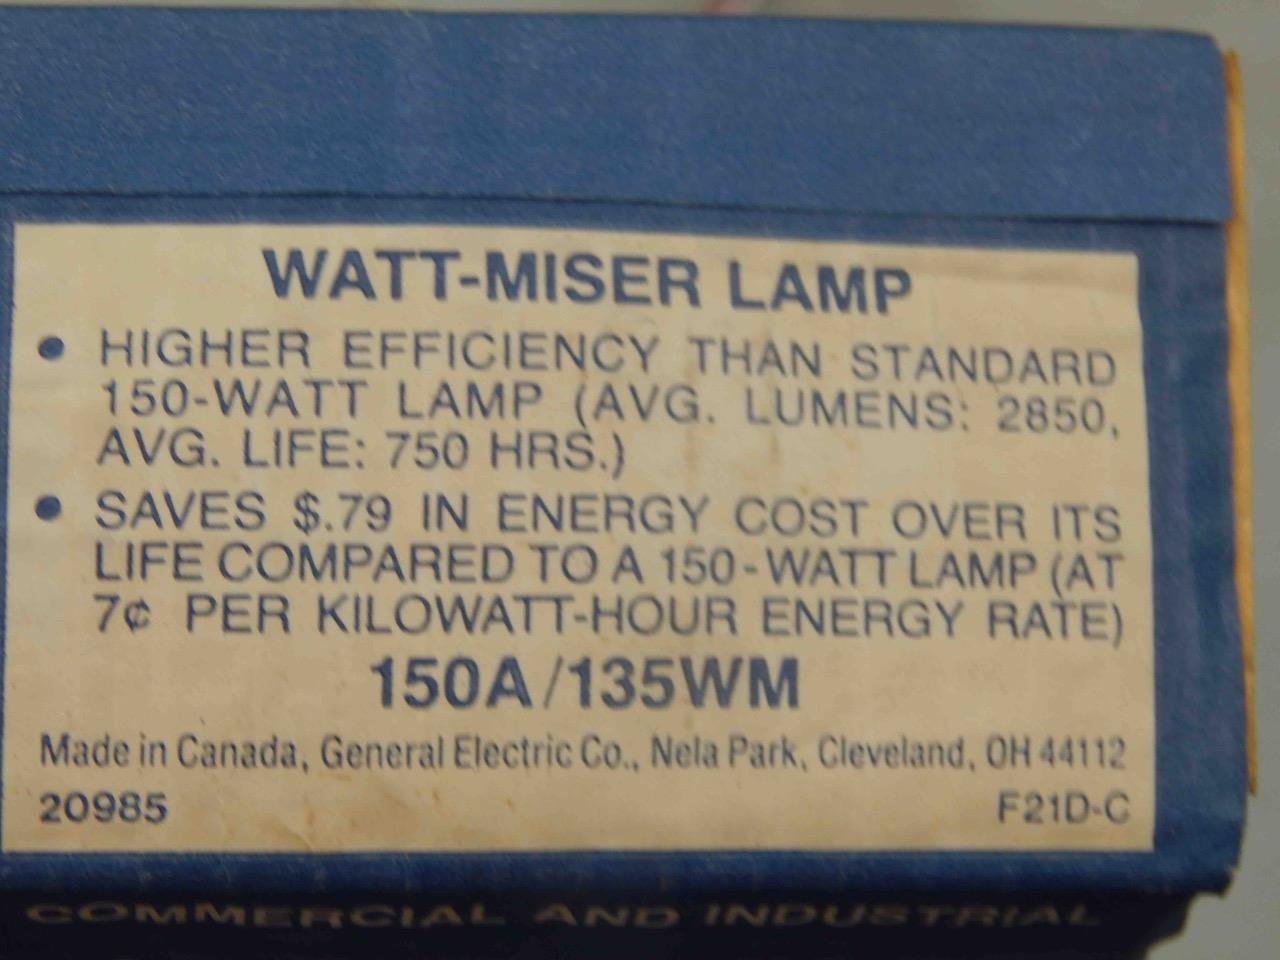 WATT-MISER LAMP
• HIGHER EFFICIENCY THAN STANDARD
150-WATT LAMP (AVG. LUMENS: 2850,
AVG. LIFE: 750 HRS.)
• SAVES $.79 IN ENERGY COST OVER ITS
LIFE COMPARED TO A 150-WATT LAMP (AT
7¢ PER KILOWATT-HOUR ENERGY RATE)
150A/135WM
Made in Canada, General Electric Co., Nela Park, Cleveland, OH 44112
20985 F21D-C
COMMERCIAL AND INDUSTRIAL